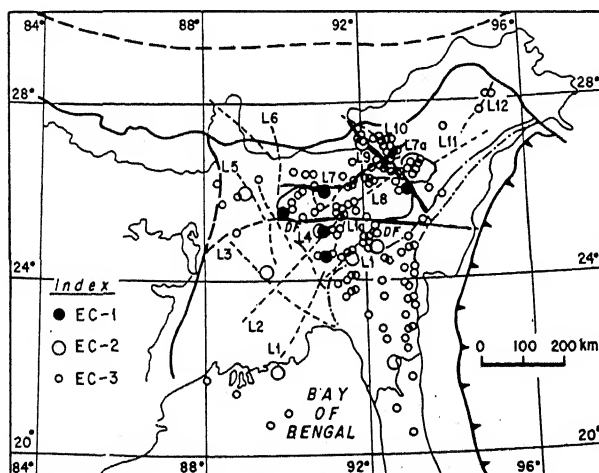 84° 88° 92° 96°
28° 28°
L6 L10 L12
L5 L9 L7a L11
L7 L8
DF L4 L9 DF
L3 L1
24° 24°
Index
EC-1
EC-2
EC-3
L2
L1
0 100 200 km
BAY
OF
BENGAL
20° 20°
84° 88° 92° 96°